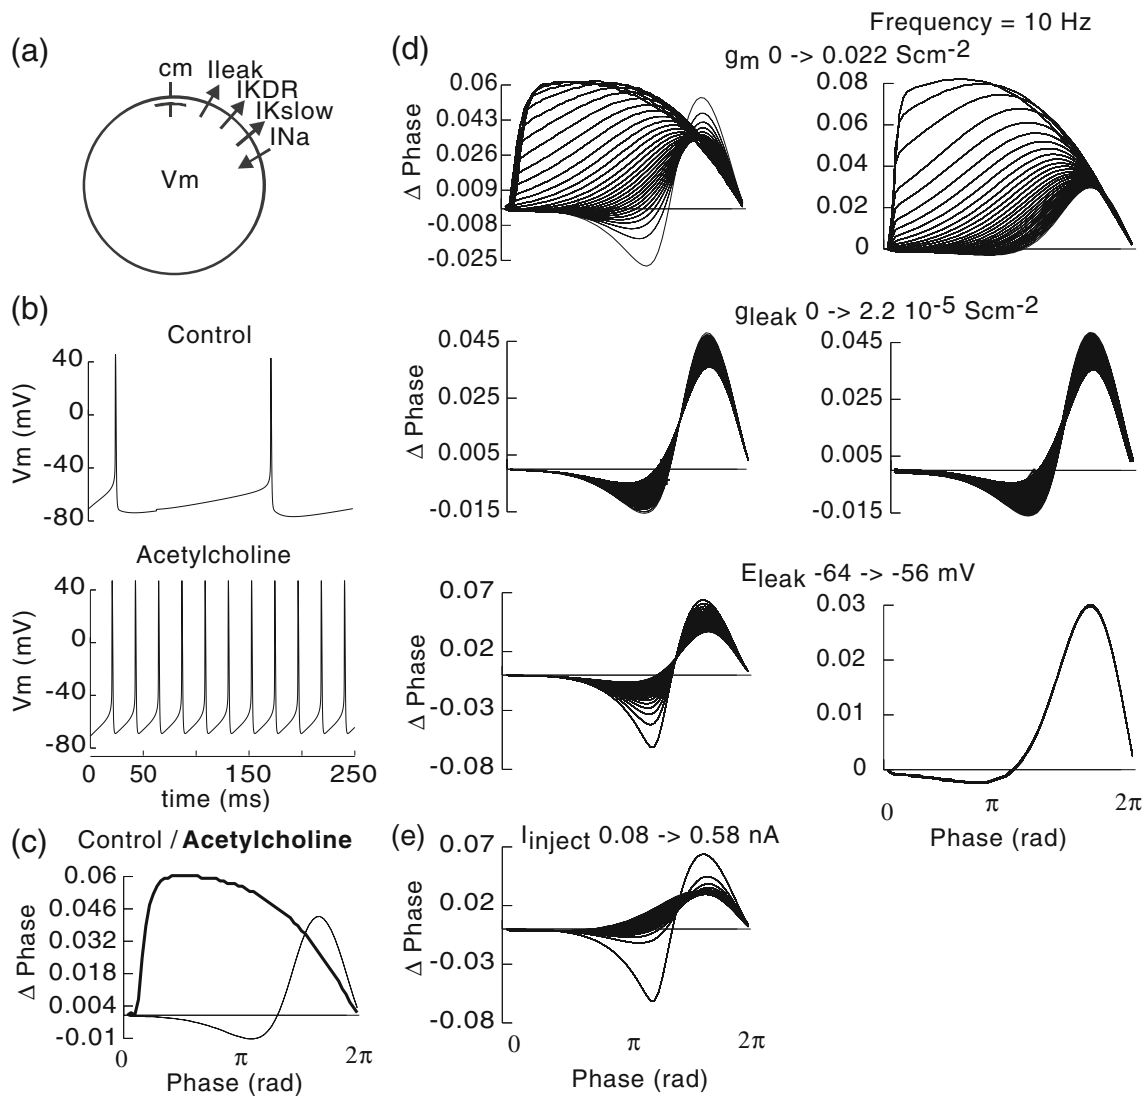 (a)
cm
Ileak
IKDR
IKslow
INa
Vm
(b)
Control
Vm (mV)
40
0
-40
-80
Acetylcholine
Vm (mV)
40
0
-40
-80
0 50 150 250
time (ms)
(c)
Control / Acetylcholine
Δ Phase
0.06
0.046
0.032
0.018
0.004
-0.01
0 π 2π
Phase (rad)
(d)
Frequency = 10 Hz
gm 0 -> 0.022 Scm-2
Δ Phase
0.06
0.043
0.026
0.009
-0.008
-0.025
0.08
0.06
0.04
0.02
0
gleak 0 -> 2.2 10-5 Scm-2
Δ Phase
0.045
0.025
0.005
-0.015
0.045
0.025
0.005
-0.015
Eleak -64 -> -56 mV
Δ Phase
0.07
0.02
-0.03
-0.08
0.03
0.02
0.01
0
0 π 2π
Phase (rad)
(e)
Iinject 0.08 -> 0.58 nA
Δ Phase
0.07
0.02
-0.03
-0.08
0 π 2π
Phase (rad)